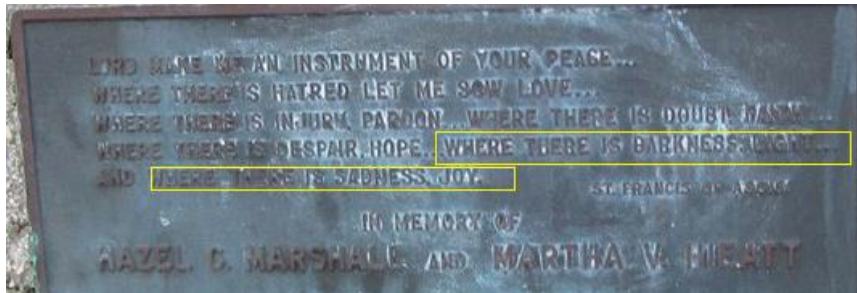 LORD MAKE ME AN INSTRUMENT OF YOUR PEACE...
WHERE THERE IS HATRED LET ME SOW LOVE...
WHERE THERE IS INJURY, PARDON...WHERE THERE IS DOUBT, FAITH...
WHERE THERE IS DESPAIR, HOPE...WHERE THERE IS DARKNESS, LIGHT...
AND WHERE THERE IS SADNESS, JOY.
ST. FRANCIS OF ASSISI
IN MEMORY OF
HAZEL C. MARSHALL AND MARTHA V. HIEATT